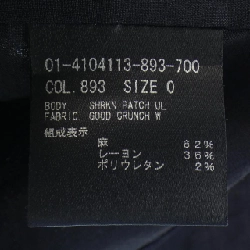 01-4104113-893-700
COL.893 SIZE 0
BODY SHRKN PATCH UL
FABRIC GOOD CRUNCH W
組成表示
麻 62%
レーヨン 36%
ポリウレタン 2%